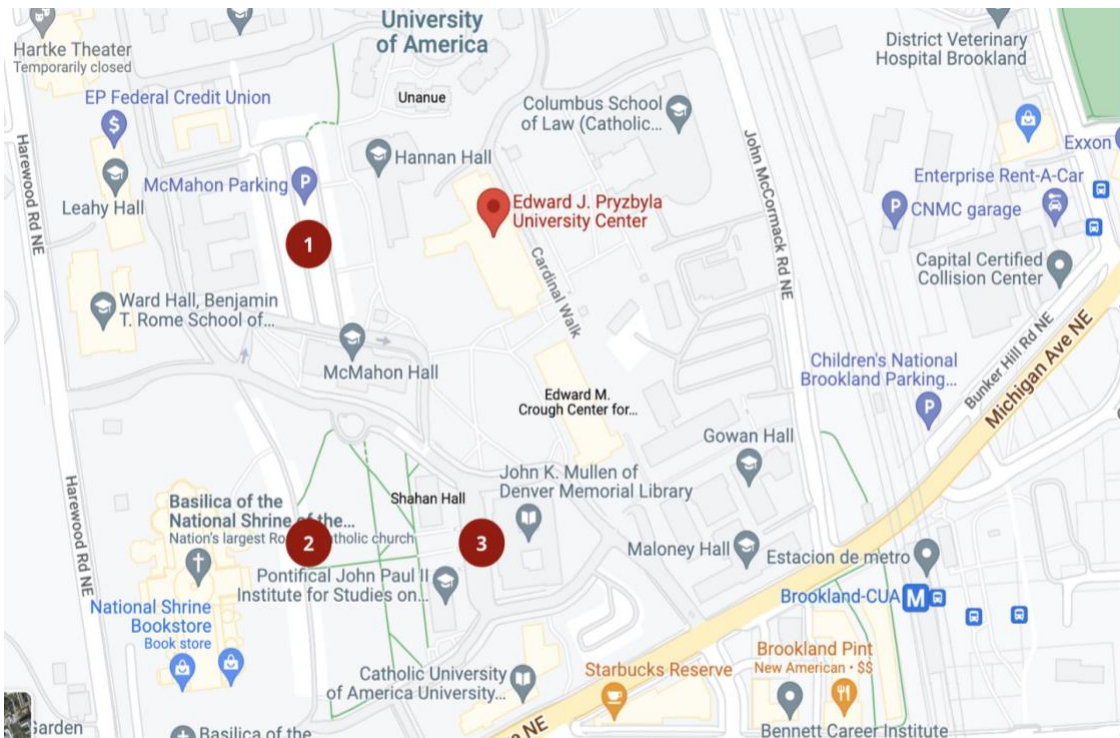 University
of America
Hartke Theater
Temporarily closed
District Veterinary
Hospital Brookland
EP Federal Credit Union
$
Unanue
Columbus School
of Law (Catholic...
Exxon
Hannan Hall
McMahon Parking
P
Enterprise Rent-A-Car
Leahy Hall
Edward J. Pryzbyla
University Center
P
CNMC garage
Harewood Rd NE
John McCormack Rd NE
1
Cardinal Walk
Capital Certified
Collision Center
Ward Hall, Benjamin
T. Rome School of...
Bunker Hill Rd NE
Michigan Ave NE
McMahon Hall
Children's National
Brookland Parking...
P
Edward M.
Crough Center for...
Gowan Hall
John K. Mullen of
Denver Memorial Library
Harewood Rd NE
Shahan Hall
Basilica of the
National Shrine of the...
Nation's largest Ro
atholic church
2
3
Maloney Hall
Estacion de metro
Pontifical John Paul II
Institute for Studies on...
Brookland-CUA
M
National Shrine
Bookstore
Book store
Brookland Pint
New American • $$
Catholic University
of America University...
Starbucks Reserve
NE
Bennett Career Institute
Garden
Basilica of the